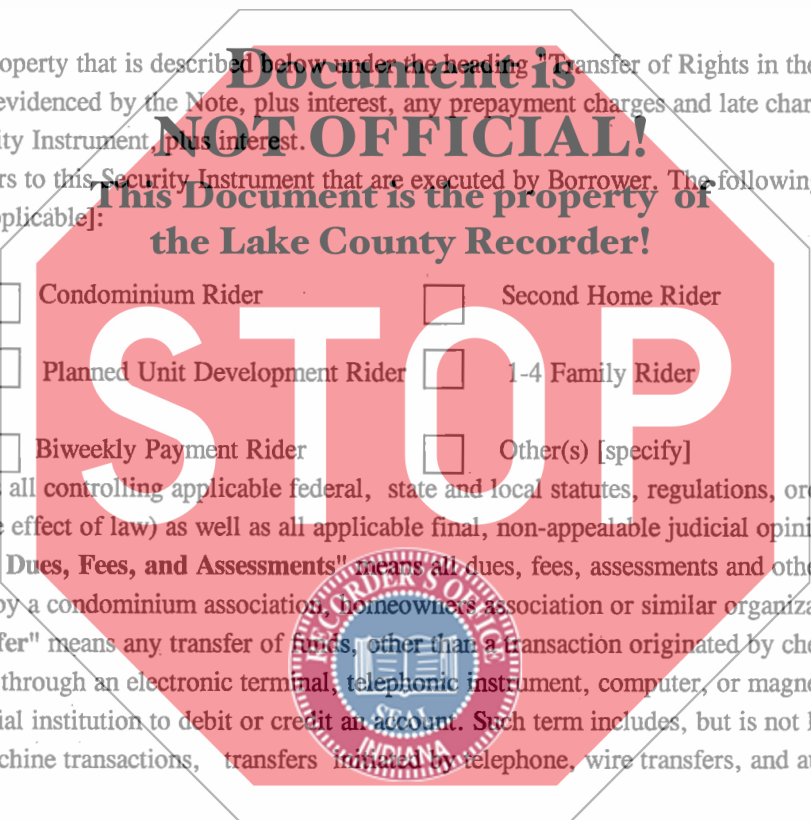 operty that is described below under the heading "Transfer of Rights in the
Document is
evidenced by the Note, plus interest, any prepayment charges and late char
ity Instrument, plus interest.
NOT OFFICIAL!
rs to this Security Instrument that are executed by Borrower. The followin
This Document is the property of
pplicable]:
the Lake County Recorder!
Condominium Rider Second Home Rider
STOP
Planned Unit Development Rider 1-4 Family Rider
Biweekly Payment Rider Other(s) [specify]
s all controlling applicable federal, state and local statutes, regulations, ord
e effect of law) as well as all applicable final, non-appealable judicial opini
Dues, Fees, and Assessments" means all dues, fees, assessments and othe
by a condominium association, homeowners association or similar organiza
fer" means any transfer of funds, other than a transaction originated by che
through an electronic terminal, telephonic instrument, computer, or magne
ial institution to debit or credit an account. Such term includes, but is not l
chine transactions, transfers initiated by telephone, wire transfers, and a
RECORDER'S OFFICE
SEAL
INDIANA